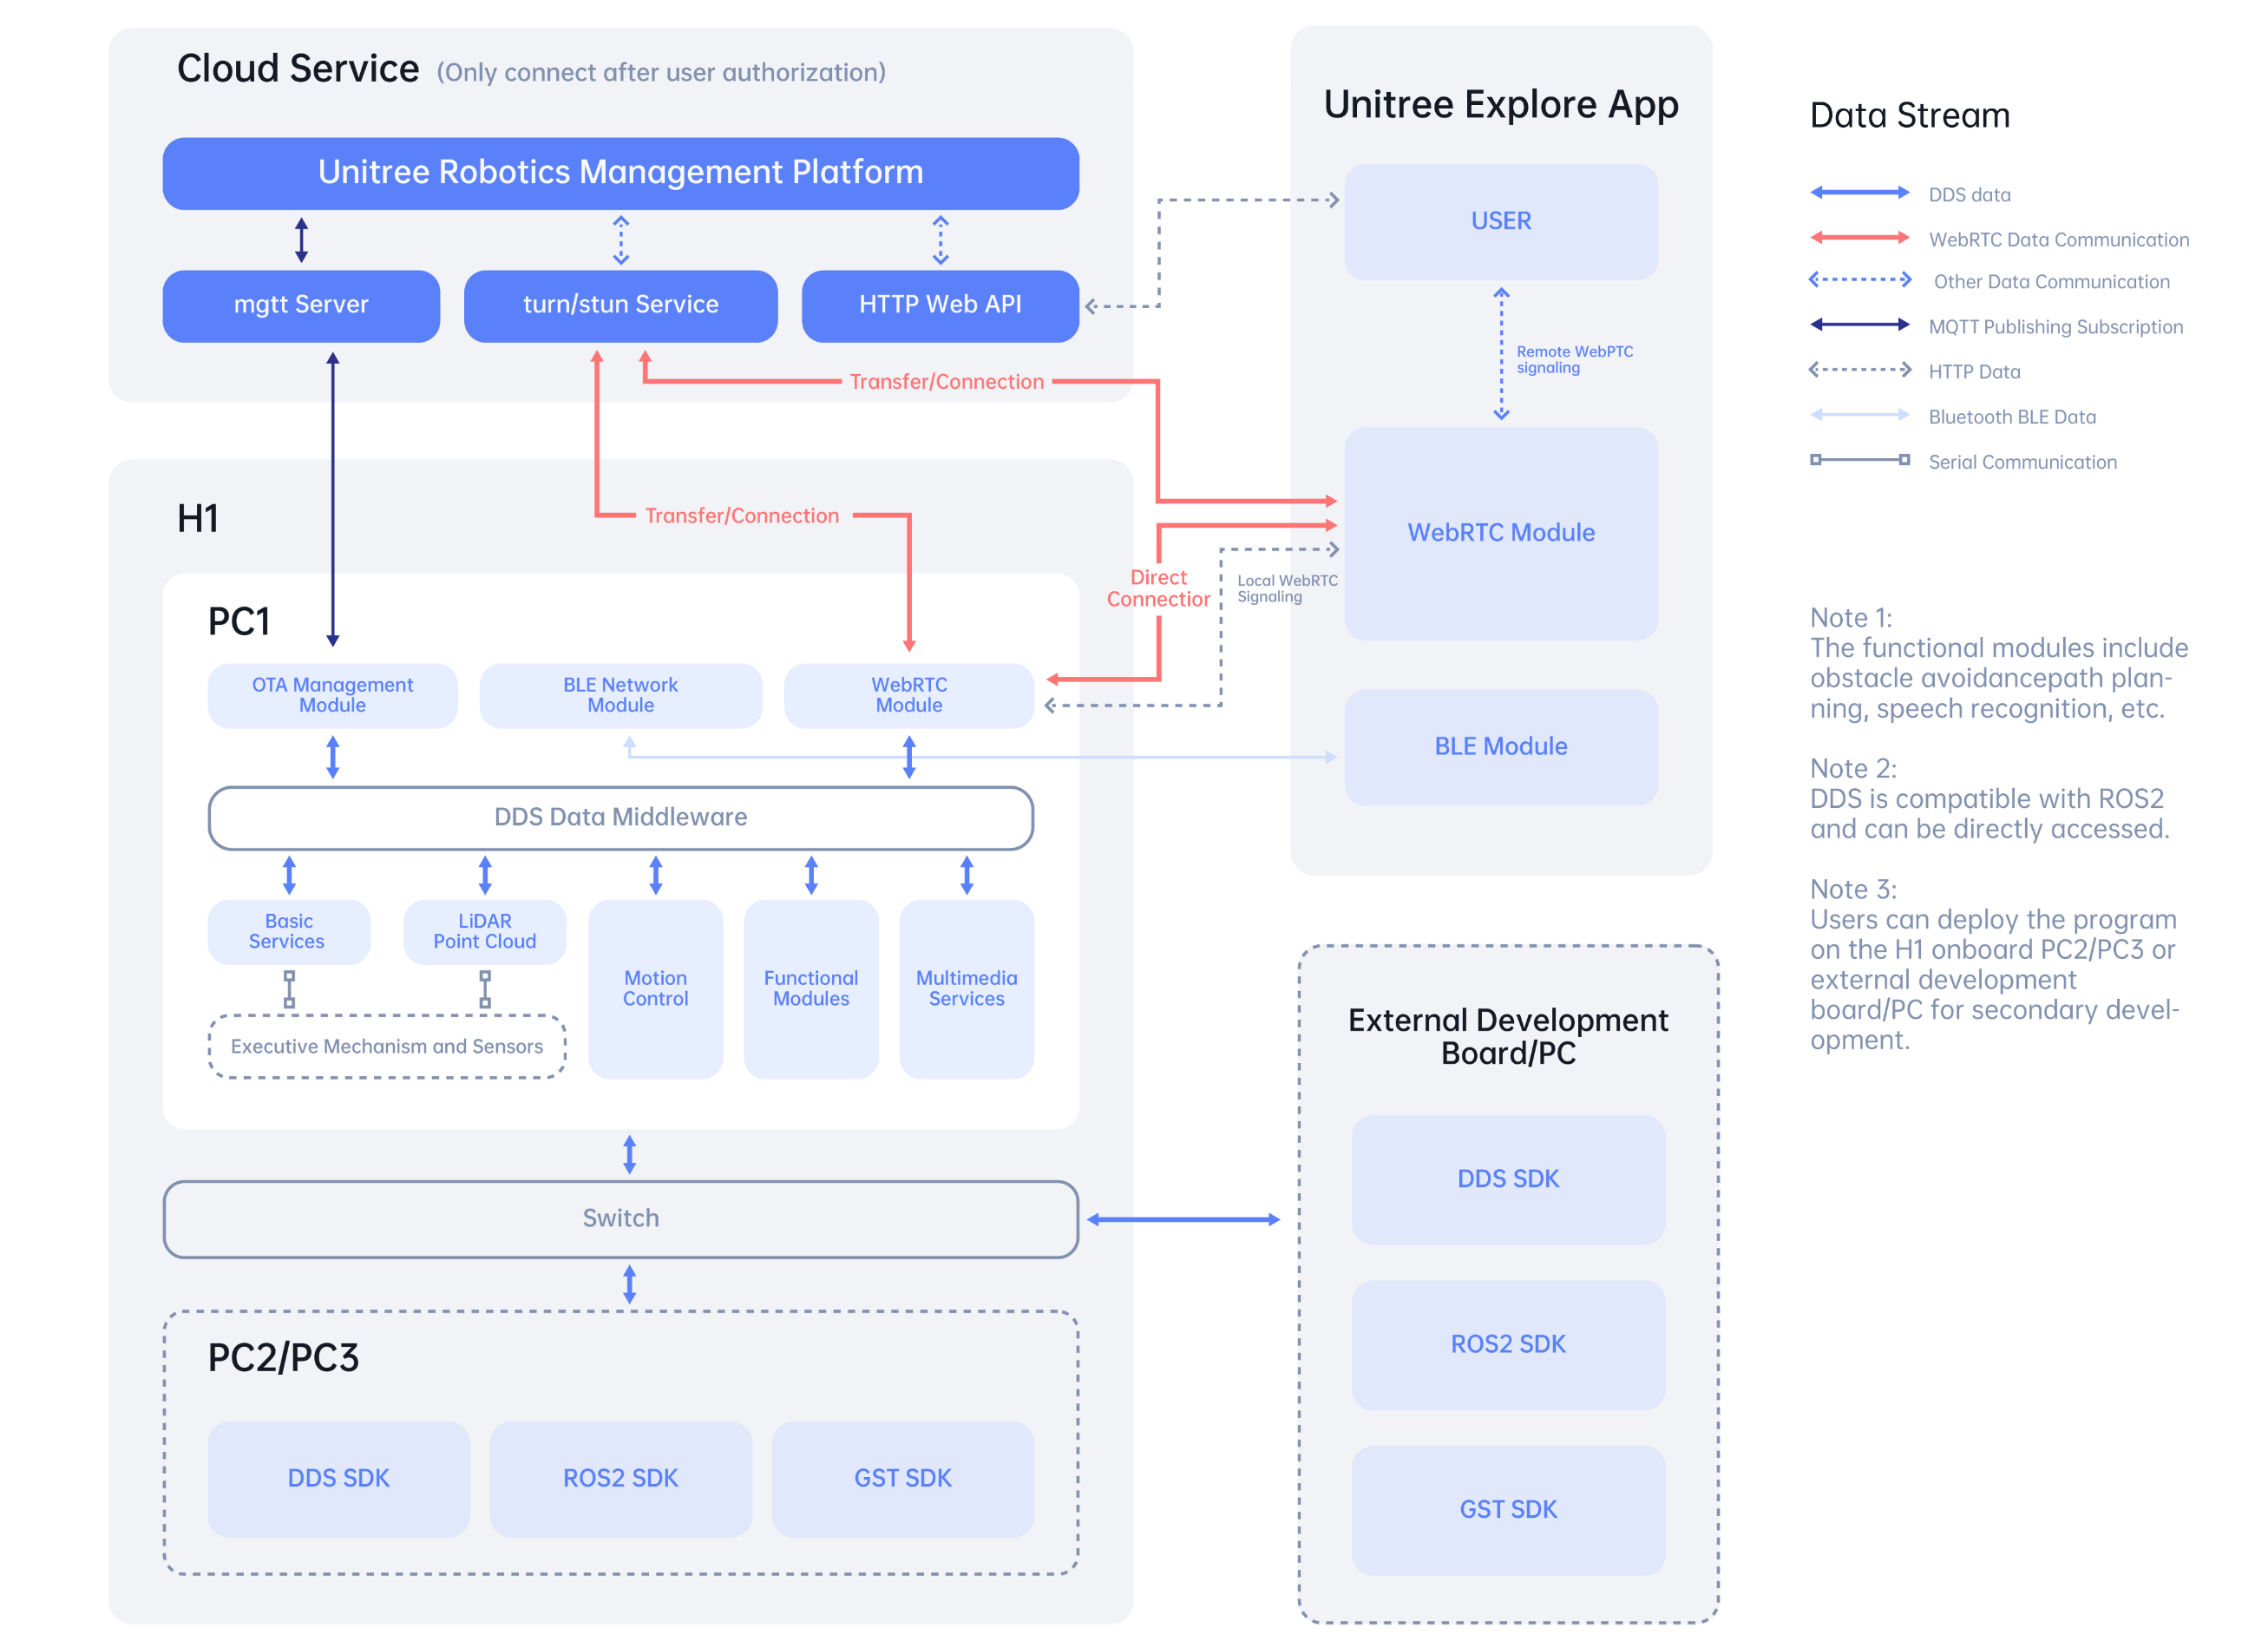 Cloud Service (Only connect after user authorization)
Unitree Robotics Management Platform
mgtt Server
turn/stun Service
HTTP Web API
Transfer/Connection
H1
Transfer/Connection
PC1
OTA Management
Module
BLE Network
Module
WebRTC
Module
DDS Data Middleware
Basic
Services
LiDAR
Point Cloud
Motion
Control
Functional
Modules
Multimedia
Services
Executive Mechanism and Sensors
Switch
PC2/PC3
DDS SDK
ROS2 SDK
GST SDK
Direct
Connectior
Local WebRTC
Signaling
Unitree Explore App
USER
Remote WebPTC
signaling
WebRTC Module
BLE Module
External Development
Board/PC
DDS SDK
ROS2 SDK
GST SDK
Data Stream
DDS data
WebRTC Data Communication
Other Data Communication
MQTT Publishing Subscription
HTTP Data
Bluetooth BLE Data
Serial Communication
Note 1:
The functional modules include
obstacle avoidancepath plan-
ning, speech recognition, etc.
Note 2:
DDS is compatible with ROS2
and can be directly accessed.
Note 3:
Users can deploy the program
on the H1 onboard PC2/PC3 or
external development
board/PC for secondary devel-
opment.